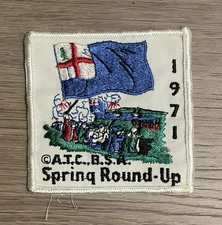 1971
©A.T.C., B.S.A.
Spring Round-Up